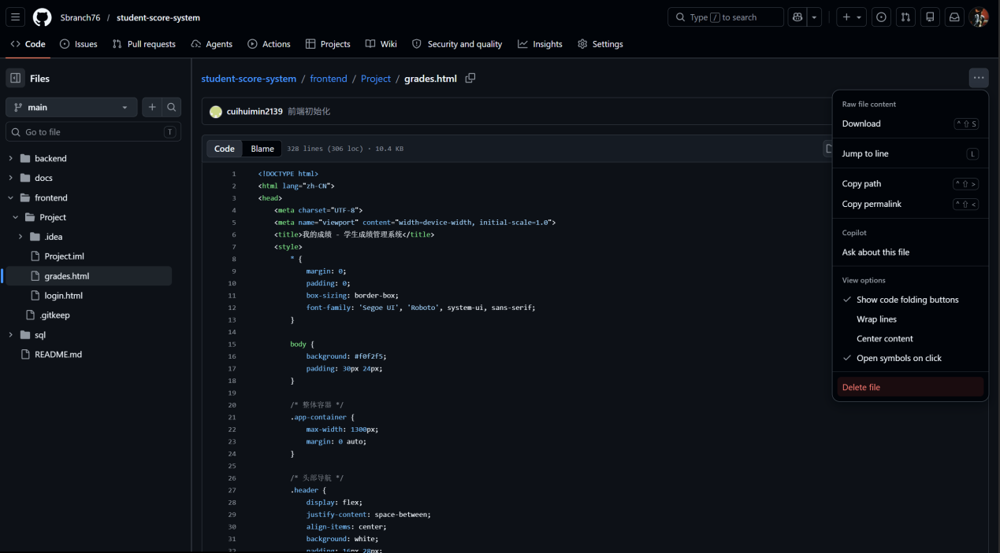 Sbranch76 / student-score-system
Type / to search
Code
Issues
Pull requests
Agents
Actions
Projects
Wiki
Security and quality
Insights
Settings
Files
main
Go to file
T
backend
docs
frontend
Project
.idea
Project.iml
grades.html
login.html
.gitkeep
sql
README.md
student-score-system / frontend / Project / grades.html
cuihuimin2139 前端初始化
Code
Blame
328 lines (306 loc) · 10.4 KB
1 <!DOCTYPE html>
2 <html lang="zh-CN">
3 <head>
4 <meta charset="UTF-8">
5 <meta name="viewport" content="width=device-width, initial-scale=1.0">
6 <title>我的成绩 - 学生成绩管理系统</title>
7 <style>
8 * {
9 margin: 0;
10 padding: 0;
11 box-sizing: border-box;
12 font-family: 'Segoe UI', 'Roboto', system-ui, sans-serif;
13 }
14
15 body {
16 background: #f0f2f5;
17 padding: 30px 24px;
18 }
19
20 /* 整体容器 */
21 .app-container {
22 max-width: 1300px;
23 margin: 0 auto;
24 }
25
26 /* 头部导航 */
27 .header {
28 display: flex;
29 justify-content: space-between;
30 align-items: center;
31 background: white;
32 padding: 16px 28px;
Raw file content
Download ^ ⇧ S
Jump to line L
Copy path ^ ⇧ >
Copy permalink ^ ⇧ <
Copilot
Ask about this file
View options
Show code folding buttons
Wrap lines
Center content
Open symbols on click
Delete file